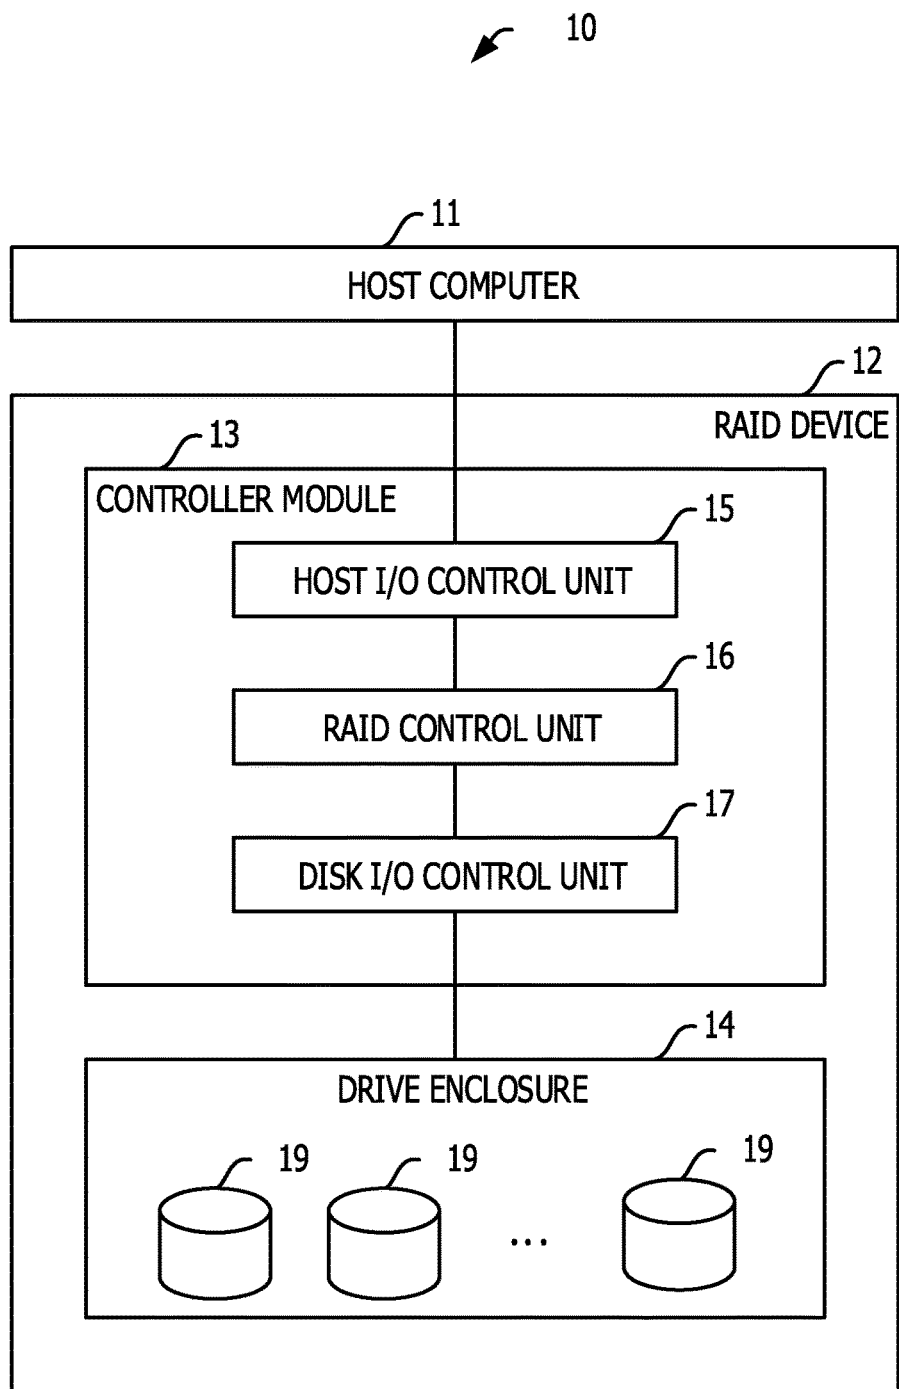 10
11
HOST COMPUTER
12
RAID DEVICE
13
CONTROLLER MODULE
15
HOST I/O CONTROL UNIT
16
RAID CONTROL UNIT
17
DISK I/O CONTROL UNIT
14
DRIVE ENCLOSURE
19 19 19
...